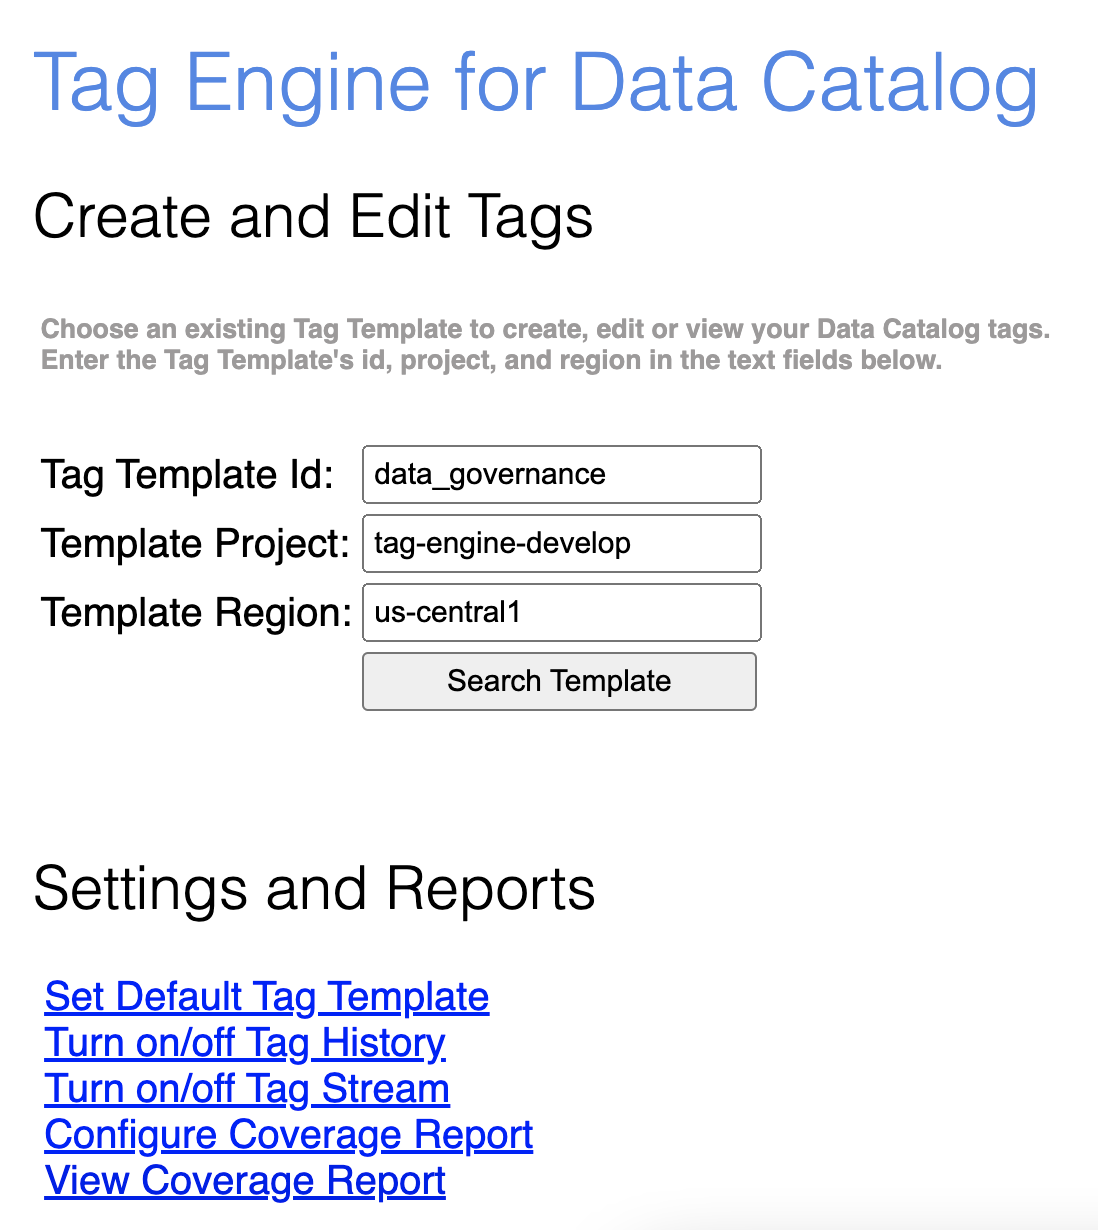 Tag Engine for Data Catalog
Create and Edit Tags
Choose an existing Tag Template to create, edit or view your Data Catalog tags.
Enter the Tag Template's id, project, and region in the text fields below.
Tag Template Id: data_governance
Template Project: tag-engine-develop
Template Region: us-central1
Search Template
Settings and Reports
Set Default Tag Template
Turn on/off Tag History
Turn on/off Tag Stream
Configure Coverage Report
View Coverage Report